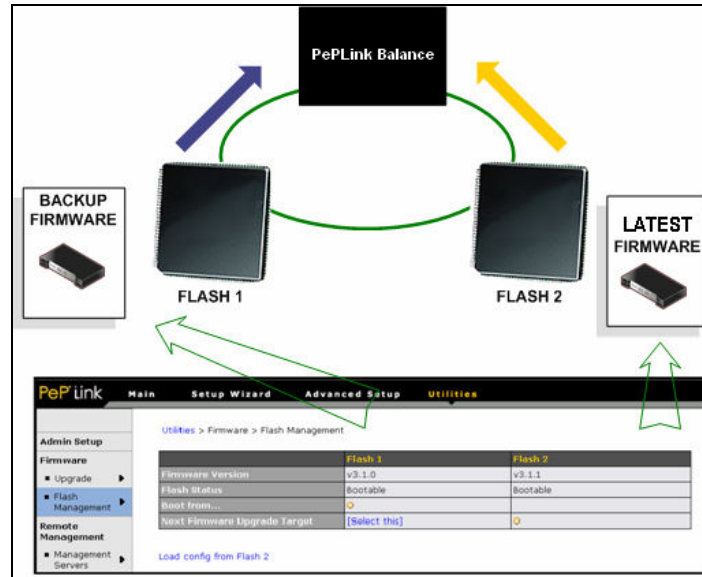 PePLink Balance
BACKUP
FIRMWARE
LATEST
FIRMWARE
FLASH 1
FLASH 2
PePLink Main Setup Wizard Advanced Setup Utilities
Utilities > Firmware > Flash Management
Admin Setup
Firmware
Upgrade
Flash
Management
Remote
Management
Management
Servers
Flash 1 Flash 2
Firmware Version v3.1.0 v3.1.1
Flash Status Bootable Bootable
Boot from...
Next Firmware Upgrade Target [Select this]
Load config from Flash 2